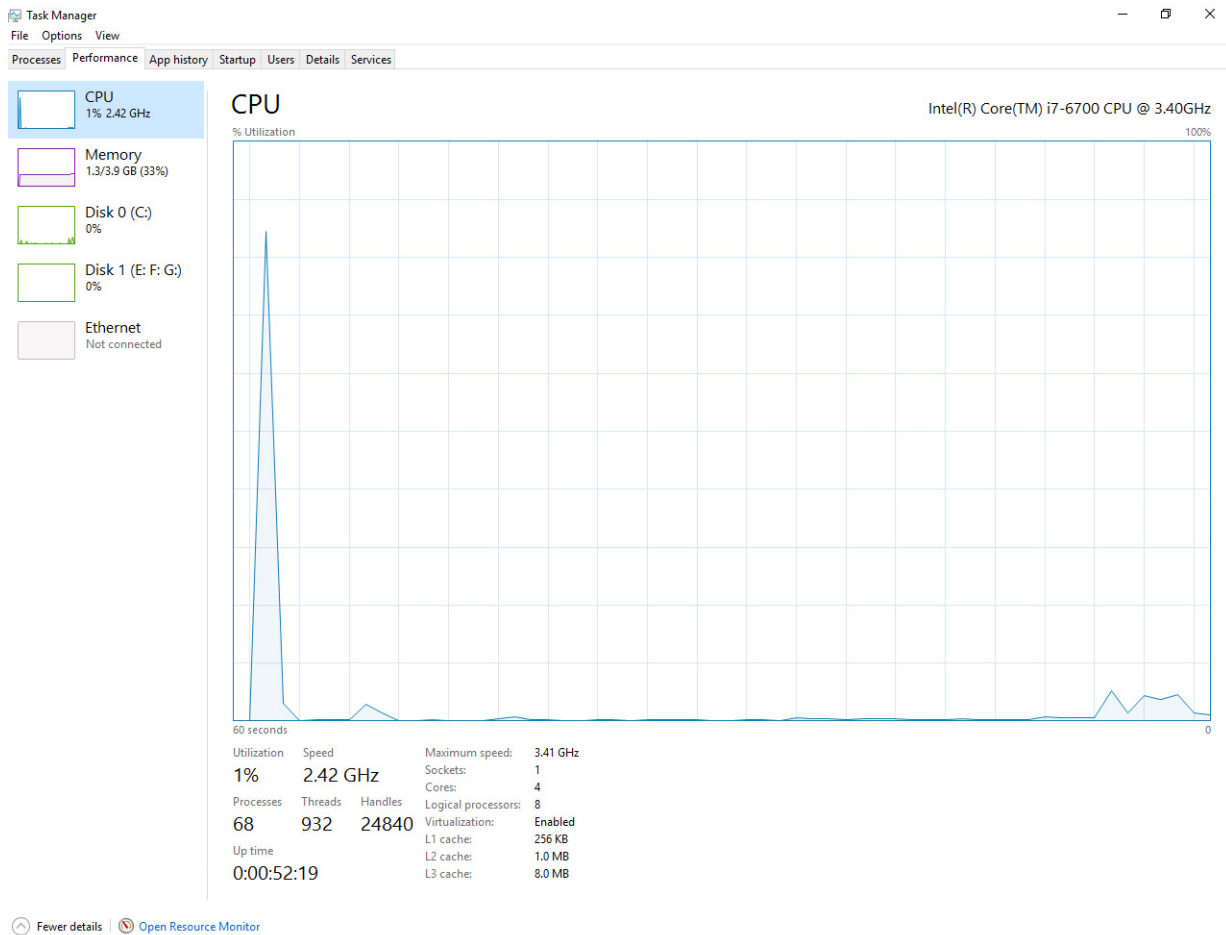 Task Manager
File Options View
Processes Performance App history Startup Users Details Services
CPU
1% 2.42 GHz
Memory
1.3/3.9 GB (33%)
Disk 0 (C:)
0%
Disk 1 (E: F: G:)
0%
Ethernet
Not connected
CPU
Intel(R) Core(TM) i7-6700 CPU @ 3.40GHz
% Utilization 100%
60 seconds 0
Utilization Speed
1% 2.42 GHz
Processes Threads Handles
68 932 24840
Up time
0:00:52:19
Maximum speed: 3.41 GHz
Sockets: 1
Cores: 4
Logical processors: 8
Virtualization: Enabled
L1 cache: 256 KB
L2 cache: 1.0 MB
L3 cache: 8.0 MB
Fewer details Open Resource Monitor